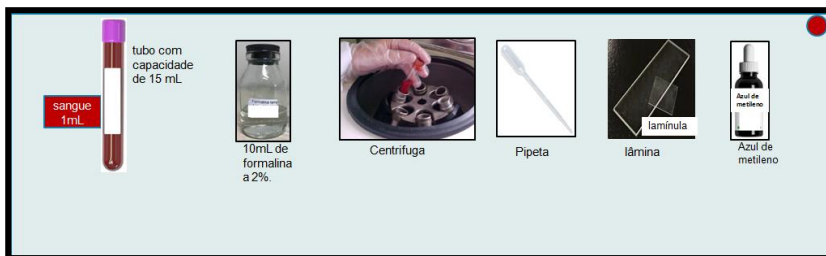 tubo com
capacidade
de 15 mL
sangue
1mL
10mL de
formalina
a 2%.
Centrifuga
Pipeta
lamínula
lâmina
Azul de
metileno
Azul de
metileno